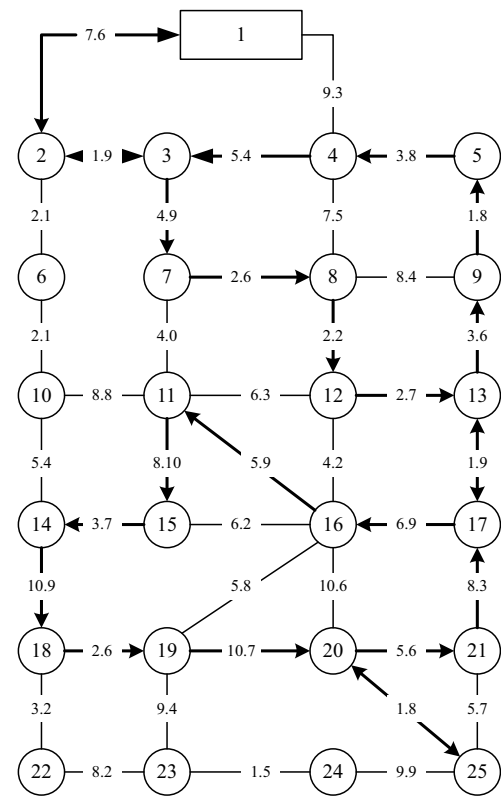 7.6 1
9.3
2 1.9 3 5.4 4 3.8 5
2.1 4.9 7.5 1.8
6 7 2.6 8 8.4 9
2.1 4.0 2.2 3.6
10 8.8 11 6.3 12 2.7 13
5.4 8.10 5.9 4.2 1.9
14 3.7 15 6.2 16 6.9 17
10.9 5.8 10.6 8.3
18 2.6 19 10.7 20 5.6 21
3.2 9.4 1.8 5.7
22 8.2 23 1.5 24 9.9 25